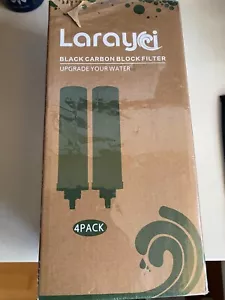 Larayci
BLACK CARBON BLOCK FILTER
UPGRADE YOUR WATER
4PACK